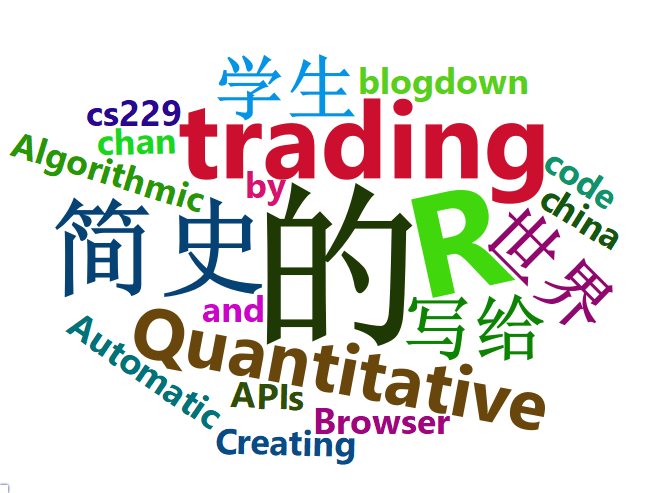 学生
blogdown
cs229
trading
chan
Algorithmic
by
code
china
简史
的
R
世界
and
写给
Quantitative
Automatic
APIs
Browser
Creating